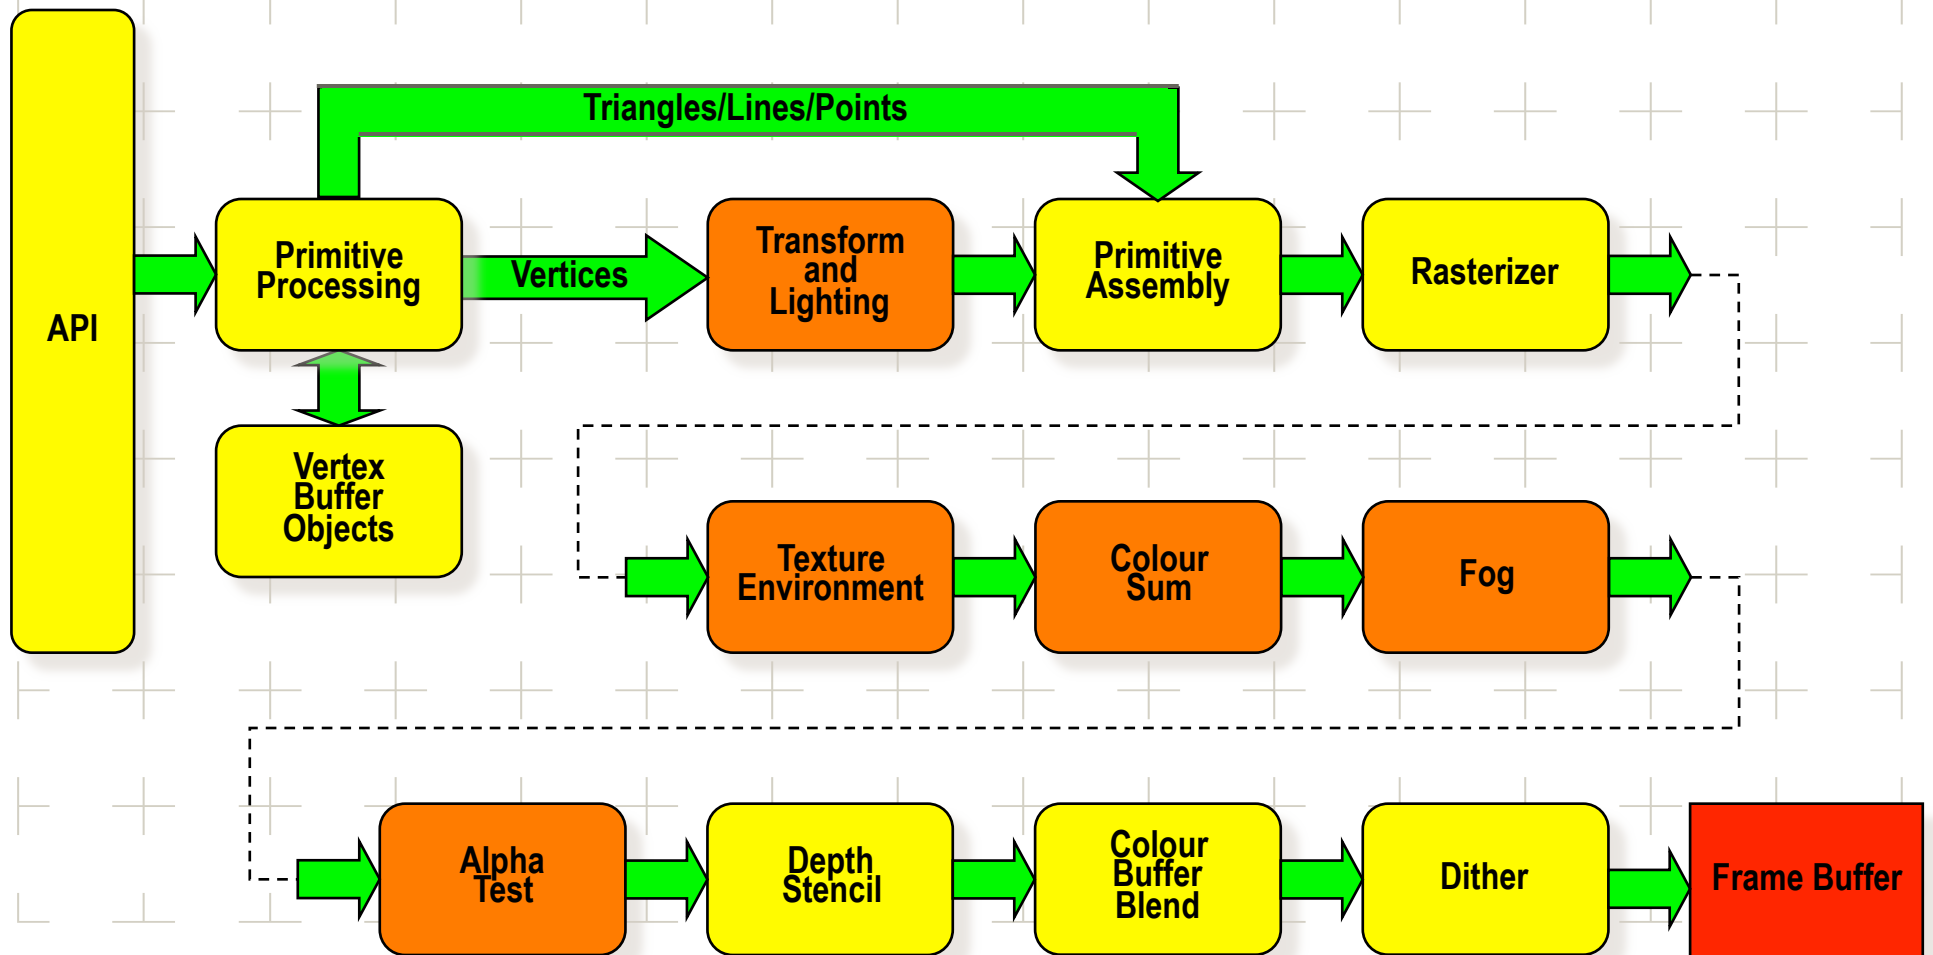 Triangles/Lines/Points
API
Primitive
Processing
Vertices
Transform
and
Lighting
Primitive
Assembly
Rasterizer
Vertex
Buffer
Objects
Texture
Environment
Colour
Sum
Fog
Alpha
Test
Depth
Stencil
Colour
Buffer
Blend
Dither
Frame Buffer